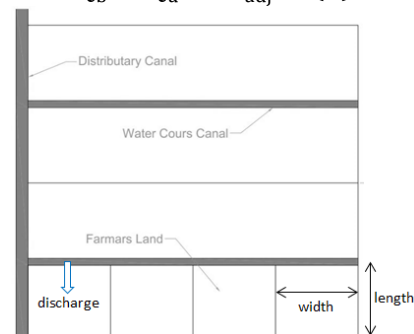 Distributary Canal
Water Cours Canal
Farmars Land
discharge
width
length